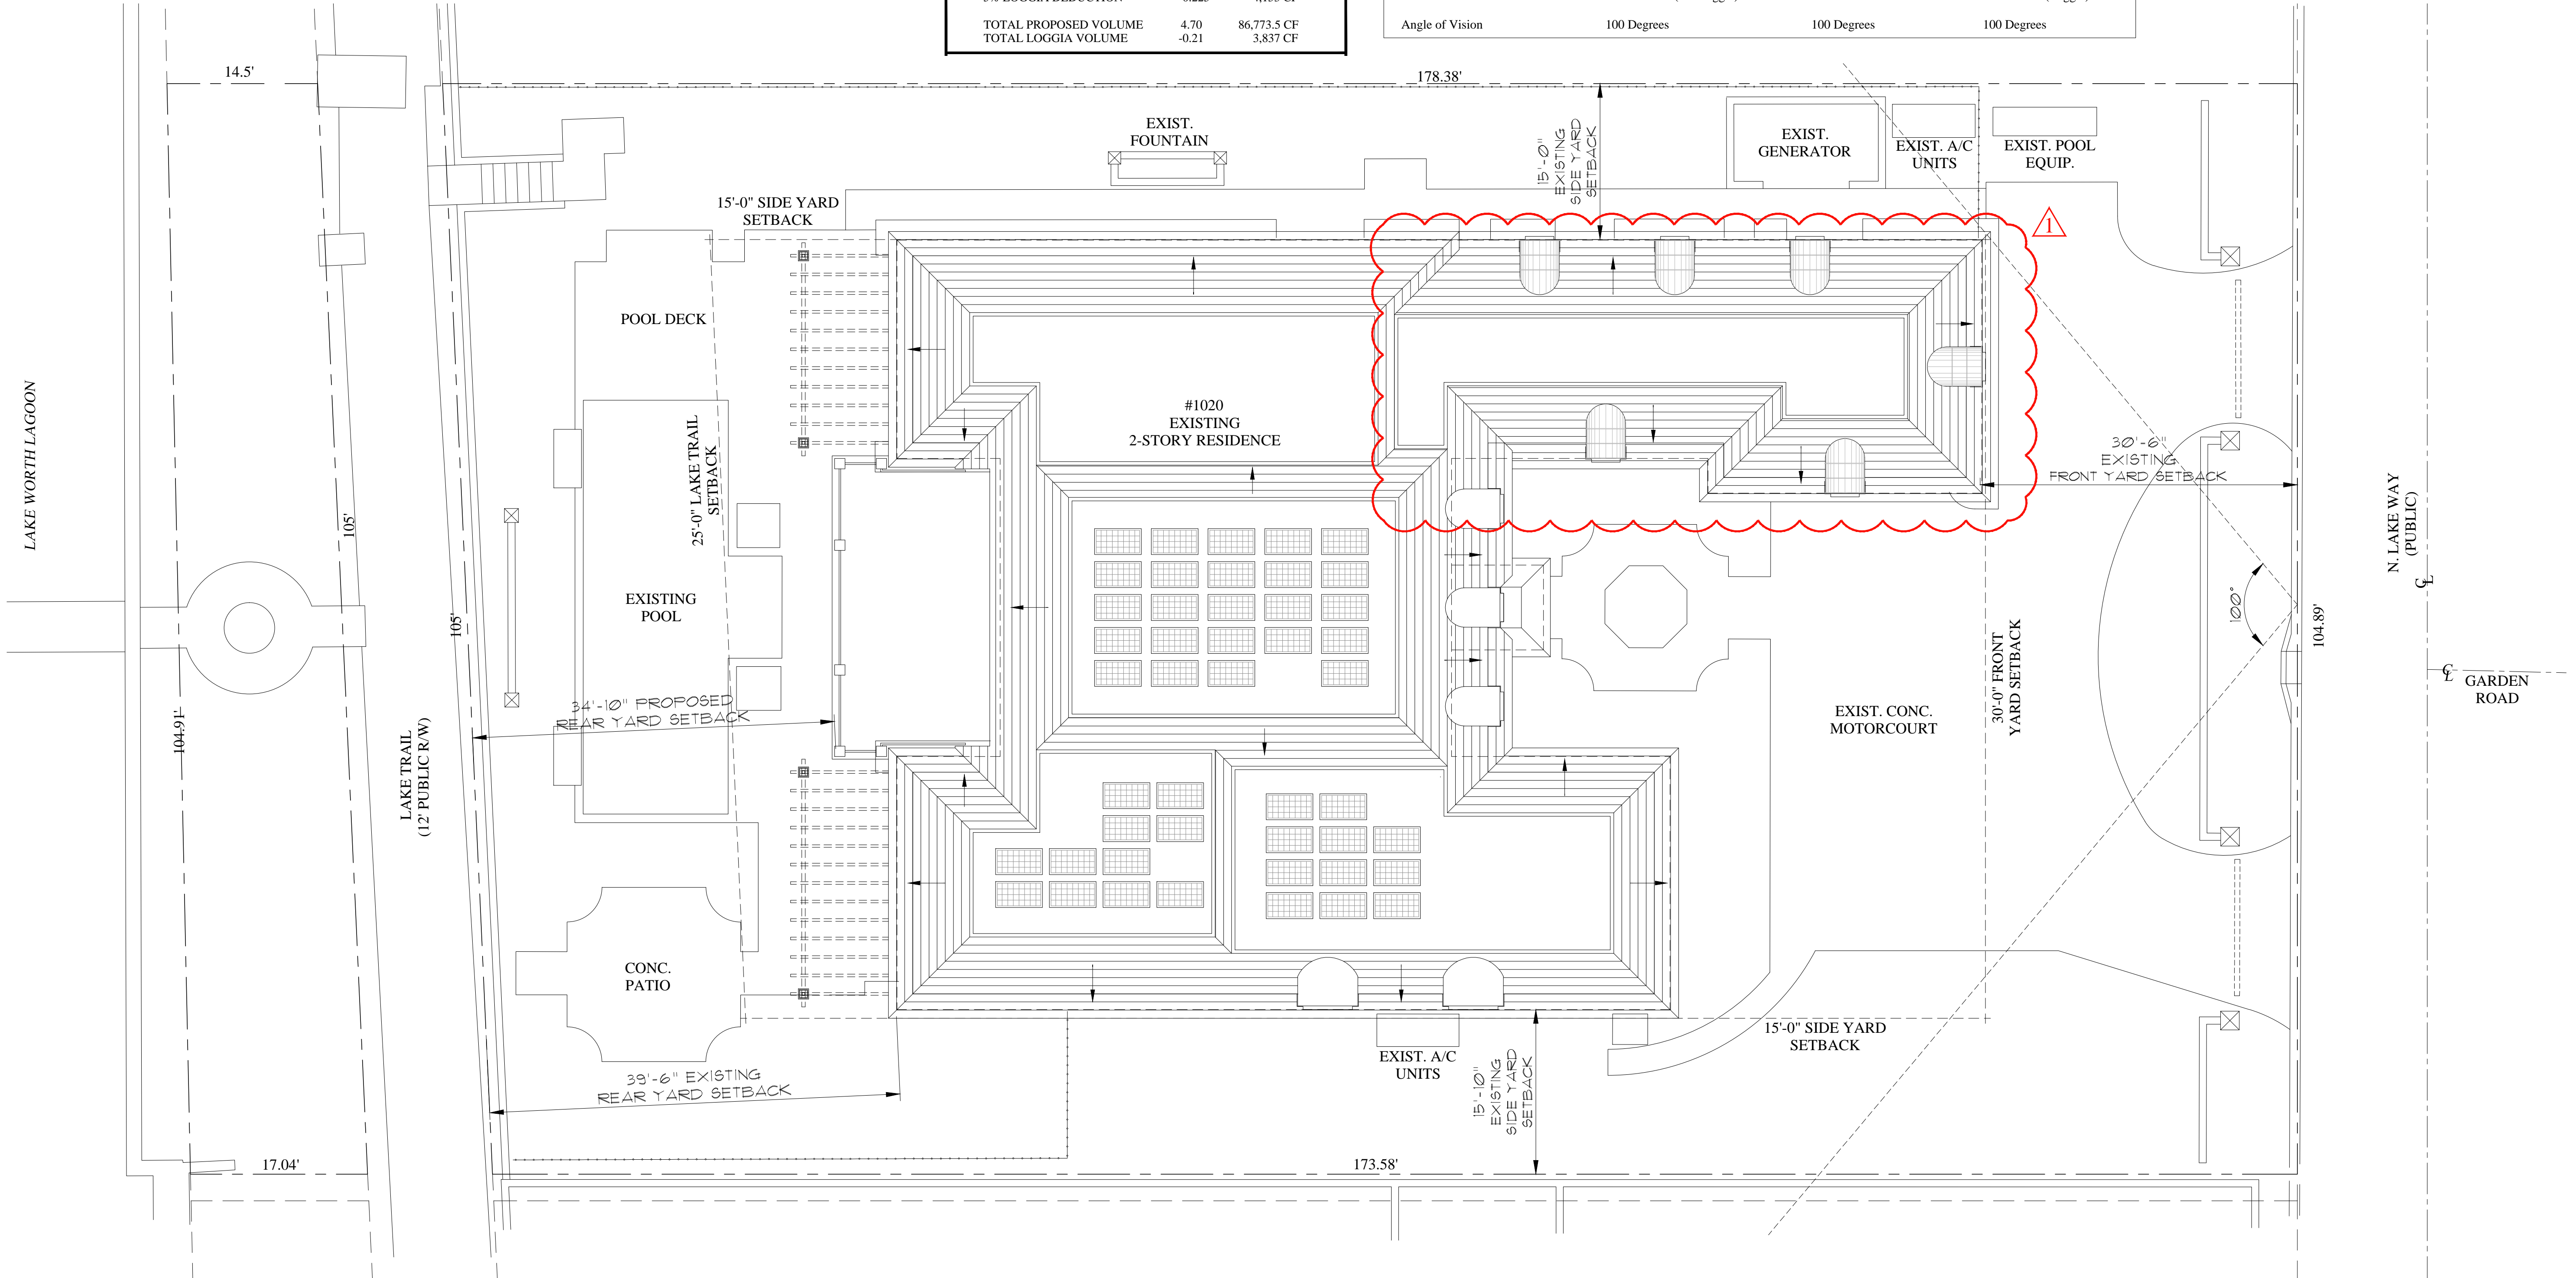 TOTAL PROPOSED VOLUME 4.70 86,773.5 CF
TOTAL LOGGIA VOLUME -0.21 3,837 CF
Angle of Vision 100 Degrees 100 Degrees 100 Degrees
14.5'
178.38'
EXIST.
FOUNTAIN
15'-0"
EXISTING
SIDE YARD
SETBACK
EXIST.
GENERATOR
EXIST. A/C
UNITS
EXIST. POOL
EQUIP.
15'-0" SIDE YARD
SETBACK
1
POOL DECK
LAKE WORTH LAGOON
#1020
EXISTING
2-STORY RESIDENCE
25'-0" LAKE TRAIL
SETBACK
30'-6"
EXISTING
FRONT YARD SETBACK
N. LAKE WAY
(PUBLIC)
CL
105'
105'
EXISTING
POOL
100°
104.89'
30'-0" FRONT
YARD SETBACK
CL
GARDEN
ROAD
34'-10" PROPOSED
REAR YARD SETBACK
104.91'
LAKE TRAIL
(12' PUBLIC R/W)
EXIST. CONC.
MOTORCOURT
CONC.
PATIO
15'-0" SIDE YARD
SETBACK
EXIST. A/C
UNITS
39'-6" EXISTING
REAR YARD SETBACK
15'-10"
EXISTING
SIDE YARD
SETBACK
17.04'
173.58'